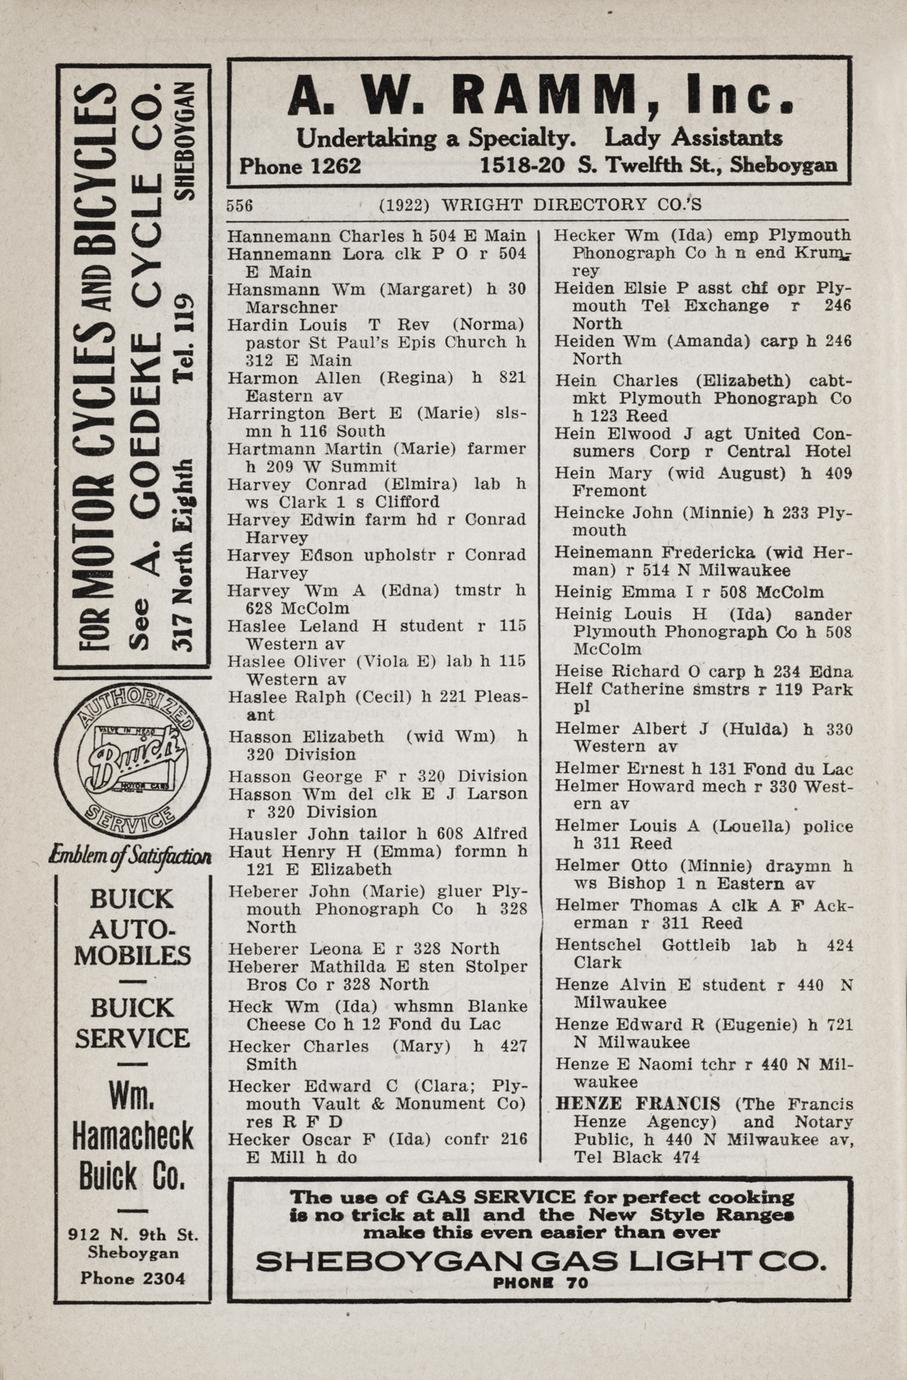 FOR MOTOR CYCLES AND BICYCLES
See A. GOEDEKE CYCLE CO.
317 North Eighth Tel. 119 SHEBOYGAN
AUTHORIZED
VALVE IN HEAD
Buick
MOTOR CARS
SERVICE
Emblem of Satisfaction
BUICK
AUTO-
MOBILES
BUICK
SERVICE
Wm.
Hamacheck
Buick Co.
912 N. 9th St.
Sheboygan
Phone 2304
A. W. RAMM, Inc.
Undertaking a Specialty. Lady Assistants
Phone 1262 1518-20 S. Twelfth St., Sheboygan
556 (1922) WRIGHT DIRECTORY CO.'S
Hannemann Charles h 504 E Main
Hannemann Lora clk P O r 504
E Main
Hansmann Wm (Margaret) h 30
Marschner
Hardin Louis T Rev (Norma)
pastor St Paul's Epis Church h
312 E Main
Harmon Allen (Regina) h 821
Eastern av
Harrington Bert E (Marie) sls-
mn h 116 South
Hartmann Martin (Marie) farmer
h 209 W Summit
Harvey Conrad (Elmira) lab h
ws Clark 1 s Clifford
Harvey Edwin farm hd r Conrad
Harvey
Harvey Edson upholstr r Conrad
Harvey
Harvey Wm A (Edna) tmstr h
628 McColm
Haslee Leland H student r 115
Western av
Haslee Oliver (Viola E) lab h 115
Western av
Haslee Ralph (Cecil) h 221 Pleas-
ant
Hasson Elizabeth (wid Wm) h
320 Division
Hasson George F r 320 Division
Hasson Wm del clk E J Larson
r 320 Division
Hausler John tailor h 608 Alfred
Haut Henry H (Emma) formn h
121 E Elizabeth
Heberer John (Marie) gluer Ply-
mouth Phonograph Co h 328
North
Heberer Leona E r 328 North
Heberer Mathilda E sten Stolper
Bros Co r 328 North
Heck Wm (Ida) whsmn Blanke
Cheese Co h 12 Fond du Lac
Hecker Charles (Mary) h 427
Smith
Hecker Edward C (Clara; Ply-
mouth Vault & Monument Co)
res R F D
Hecker Oscar F (Ida) confr 216
E Mill h do
Hecker Wm (Ida) emp Plymouth
Phonograph Co h n end Krum-
rey
Heiden Elsie P asst chf opr Ply-
mouth Tel Exchange r 246
North
Heiden Wm (Amanda) carp h 246
North
Hein Charles (Elizabeth) cabt-
mkt Plymouth Phonograph Co
h 123 Reed
Hein Elwood J agt United Con-
sumers Corp r Central Hotel
Hein Mary (wid August) h 409
Fremont
Heincke John (Minnie) h 233 Ply-
mouth
Heinemann Fredericka (wid Her-
man) r 514 N Milwaukee
Heinig Emma I r 508 McColm
Heinig Louis H (Ida) sander
Plymouth Phonograph Co h 508
McColm
Heise Richard O carp h 234 Edna
Helf Catherine smstrs r 119 Park
pl
Helmer Albert J (Hulda) h 330
Western av
Helmer Ernest h 131 Fond du Lac
Helmer Howard mech r 330 West-
ern av
Helmer Louis A (Louella) police
h 311 Reed
Helmer Otto (Minnie) draymn h
ws Bishop 1 n Eastern av
Helmer Thomas A clk A F Ack-
erman r 311 Reed
Hentschel Gottleib lab h 424
Clark
Henze Alvin E student r 440 N
Milwaukee
Henze Edward R (Eugenie) h 721
N Milwaukee
Henze E Naomi tchr r 440 N Mil-
waukee
HENZE FRANCIS (The Francis
Henze Agency) and Notary
Public, h 440 N Milwaukee av,
Tel Black 474
The use of GAS SERVICE for perfect cooking
is no trick at all and the New Style Ranges
make this even easier than ever
SHEBOYGAN GAS LIGHT CO.
PHONE 70